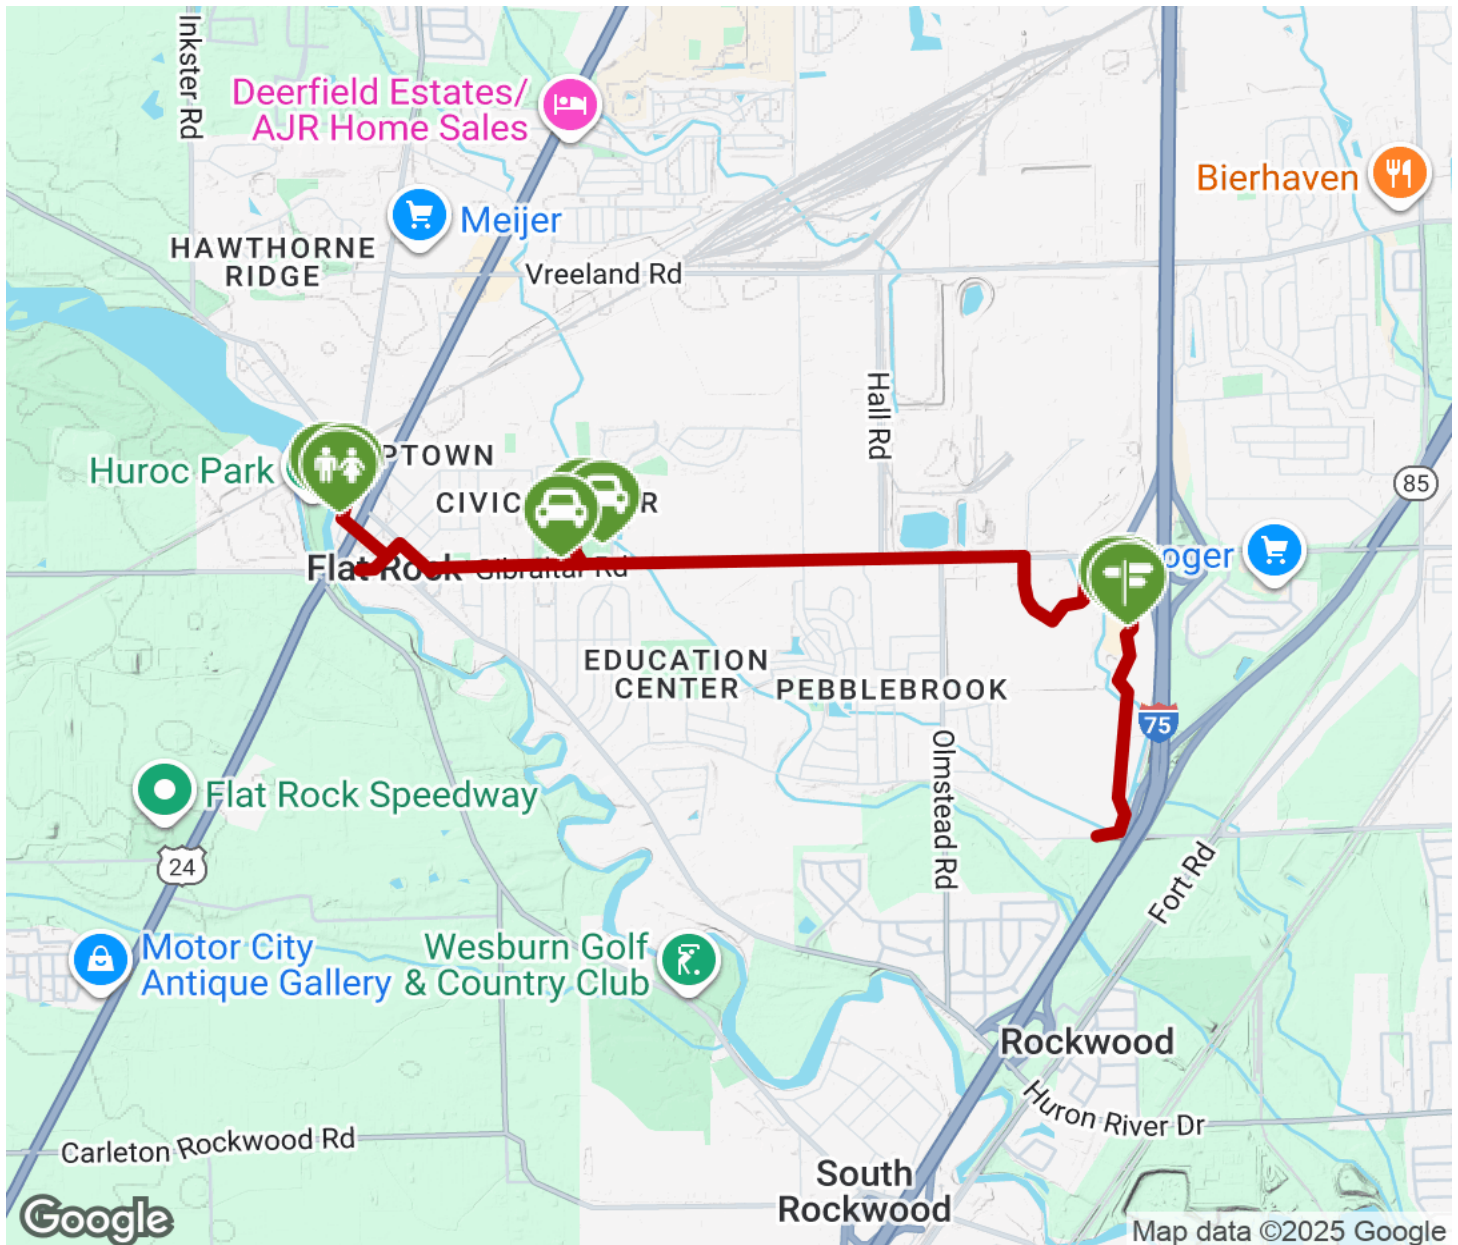 Inkster Rd
Deerfield Estates/
AJR Home Sales
Bierhaven
Meijer
HAWTHORNE
RIDGE
Vreeland Rd
Hall Rd
PTOWN
Huroc Park
CIVIC
R
85
oger
Flat Rock
Gibraltar Rd
EDUCATION
CENTER
PEBBLEBROOK
75
Olmstead Rd
Flat Rock Speedway
24
Fort Rd
Motor City
Antique Gallery
Wesburn Golf
& Country Club
Rockwood
Huron River Dr
Carleton Rockwood Rd
South
Rockwood
Google
Map data ©2025 Google